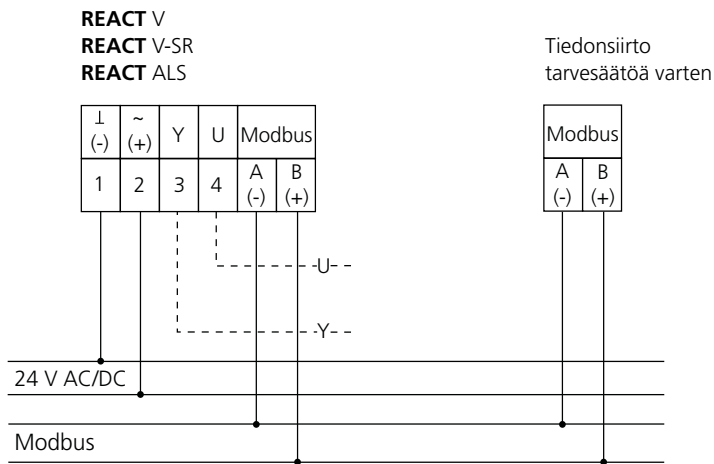 REACT V
REACT V-SR
REACT ALS
Tiedonsiirto
tarvesäätöä varten
⊥ ~ Y U Modbus
(-) (+)
1 2 3 4 A B
(-) (+)
Modbus
A B
(-) (+)
U
Y
24 V AC/DC
Modbus